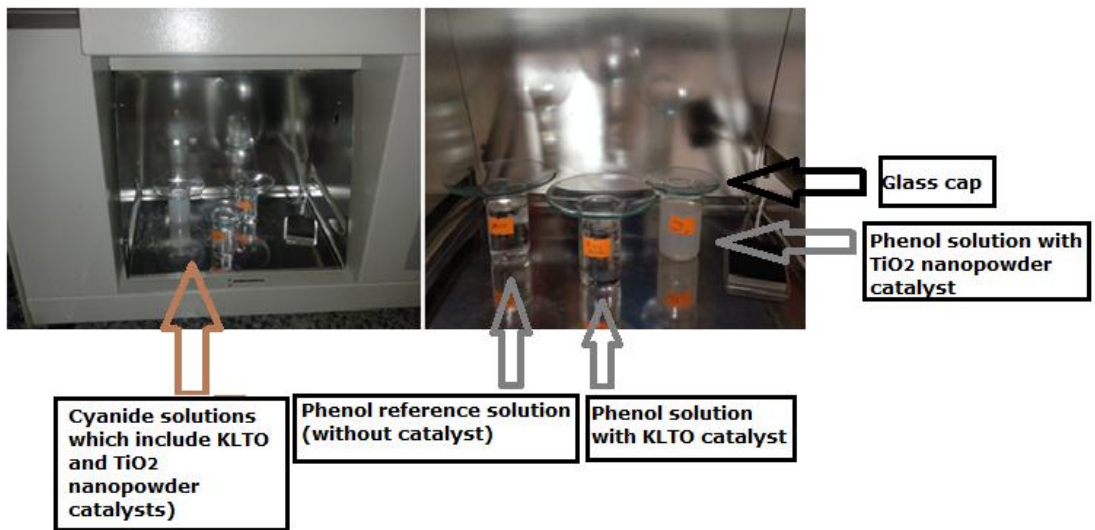 Glass cap
Phenol solution with
TiO2 nanopowder
catalyst
Cyanide solutions
which include KLTO
and TiO2
nanopowder
catalysts)
Phenol reference solution
(without catalyst)
Phenol solution
with KLTO catalyst